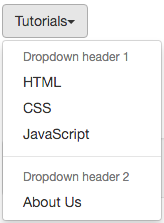 Tutorials
Dropdown header 1
HTML
CSS
JavaScript
Dropdown header 2
About Us